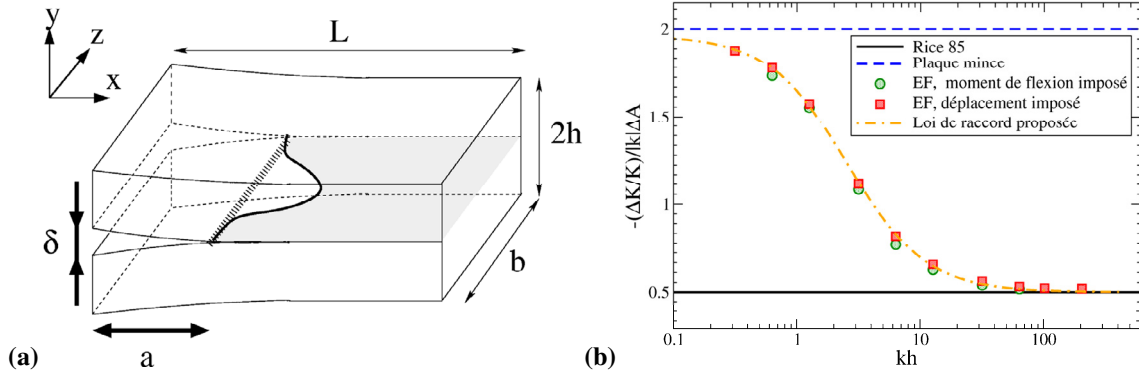 y
z
x
L
2h
b
δ
a
(a)
2
1.5
1
0.5
-(ΔK/K)/|k|ΔA
Rice 85
Plaque mince
EF, moment de flexion imposé
EF, déplacement imposé
Loi de raccord proposée
0.1
1
10
100
kh
(b)